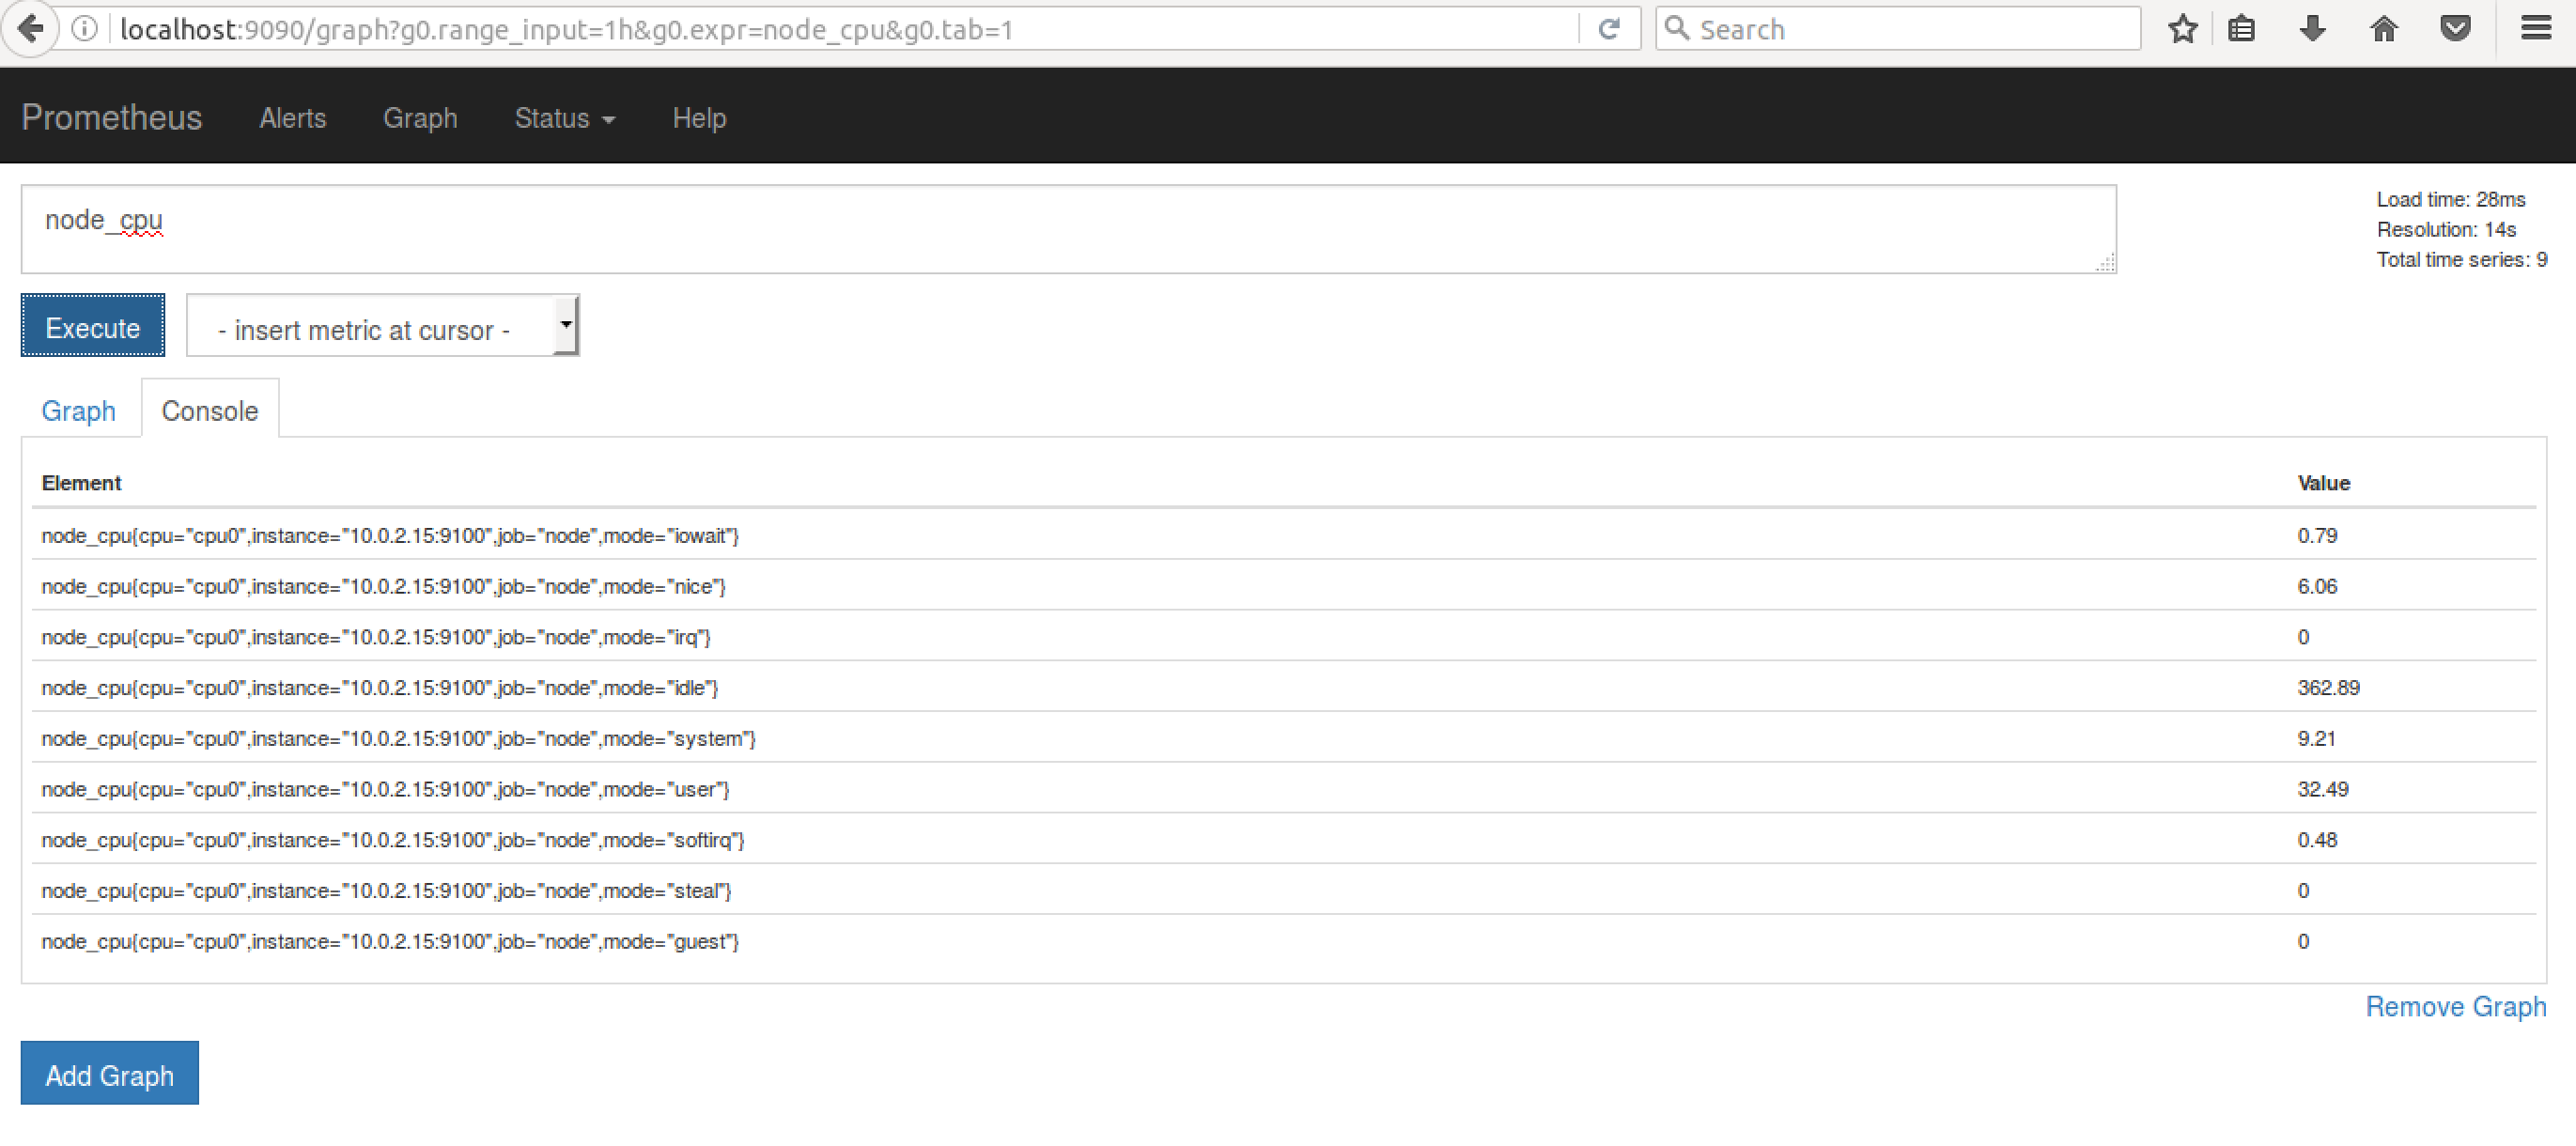 localhost:9090/graph?g0.range_input=1h&g0.expr=node_cpu&g0.tab=1 Search
Prometheus Alerts Graph Status Help
node_cpu
Load time: 28ms
Resolution: 14s
Total time series: 9
Execute - insert metric at cursor -
Graph Console
Element Value
node_cpu{cpu="cpu0",instance="10.0.2.15:9100",job="node",mode="iowait"} 0.79
node_cpu{cpu="cpu0",instance="10.0.2.15:9100",job="node",mode="nice"} 6.06
node_cpu{cpu="cpu0",instance="10.0.2.15:9100",job="node",mode="irq"} 0
node_cpu{cpu="cpu0",instance="10.0.2.15:9100",job="node",mode="idle"} 362.89
node_cpu{cpu="cpu0",instance="10.0.2.15:9100",job="node",mode="system"} 9.21
node_cpu{cpu="cpu0",instance="10.0.2.15:9100",job="node",mode="user"} 32.49
node_cpu{cpu="cpu0",instance="10.0.2.15:9100",job="node",mode="softirq"} 0.48
node_cpu{cpu="cpu0",instance="10.0.2.15:9100",job="node",mode="steal"} 0
node_cpu{cpu="cpu0",instance="10.0.2.15:9100",job="node",mode="guest"} 0
Remove Graph
Add Graph